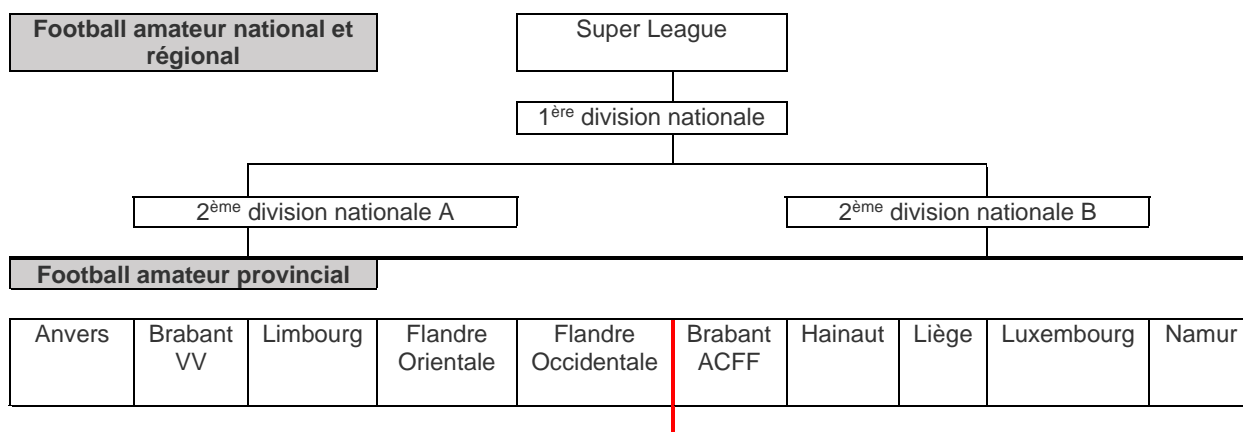 Football amateur national et
régional
Super League
1ère division nationale
2ème division nationale A
2ème division nationale B
Football amateur provincial
Anvers
Brabant
VV
Limbourg
Flandre
Orientale
Flandre
Occidentale
Brabant
ACFF
Hainaut
Liège
Luxembourg
Namur